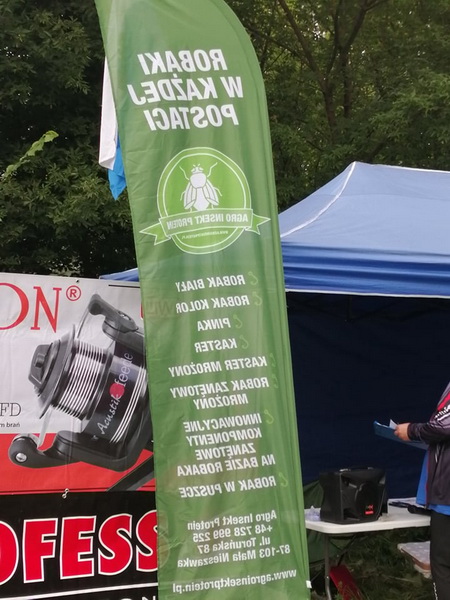 ROBAKI
W KAŻDEJ
POSTACI
AGRO INSEKT PROTEIN
ROBAK BIAŁY
ROBAK KOLOR
PINKA
KASTER
KASTER MROŻONY
ROBAK ZANĘTOWY
MROŻONY
INNOWACYJNE
KOMPONENTY
ZANĘTOWE
NA BAZIE ROBAKA
ROBAK W PUSZCE
Agro Insekt Protein
+48 728 998 225
ul. Toruńska 87
87-103 Mała Nieszawka
www.agroinsektprotein.pl
ON®
FD
OFESS